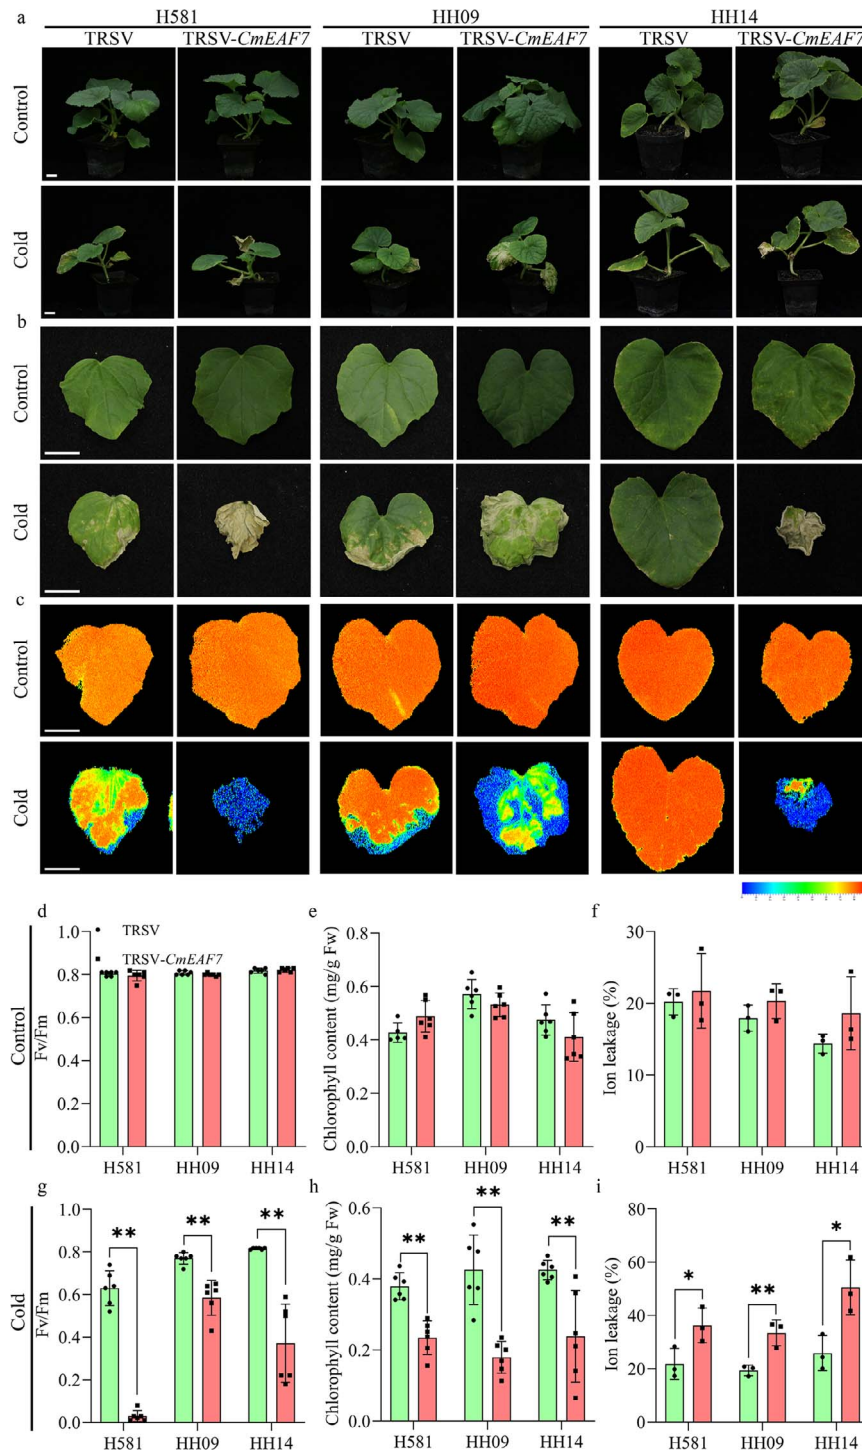 a
H581 HH09 HH14
TRSV TRSV-CmEAF7 TRSV TRSV-CmEAF7 TRSV TRSV-CmEAF7
Control
Cold
b
Control
Cold
c
Control
Cold
d e f
Control
Fv/Fm
1.0
0.8
0.6
0.4
0.2
0.0
TRSV
TRSV-CmEAF7
H581 HH09 HH14
Chlorophyll content (mg/g Fw)
0.8
0.6
0.4
0.2
0.0
H581 HH09 HH14
Ion leakage (%)
30
20
10
0
H581 HH09 HH14
g h i
Cold
Fv/Fm
1.0
0.8
0.6
0.4
0.2
0.0
** ** **
H581 HH09 HH14
Chlorophyll content (mg/g Fw)
0.6
0.4
0.2
0.0
** ** **
H581 HH09 HH14
Ion leakage (%)
80
60
40
20
0
* ** *
H581 HH09 HH14